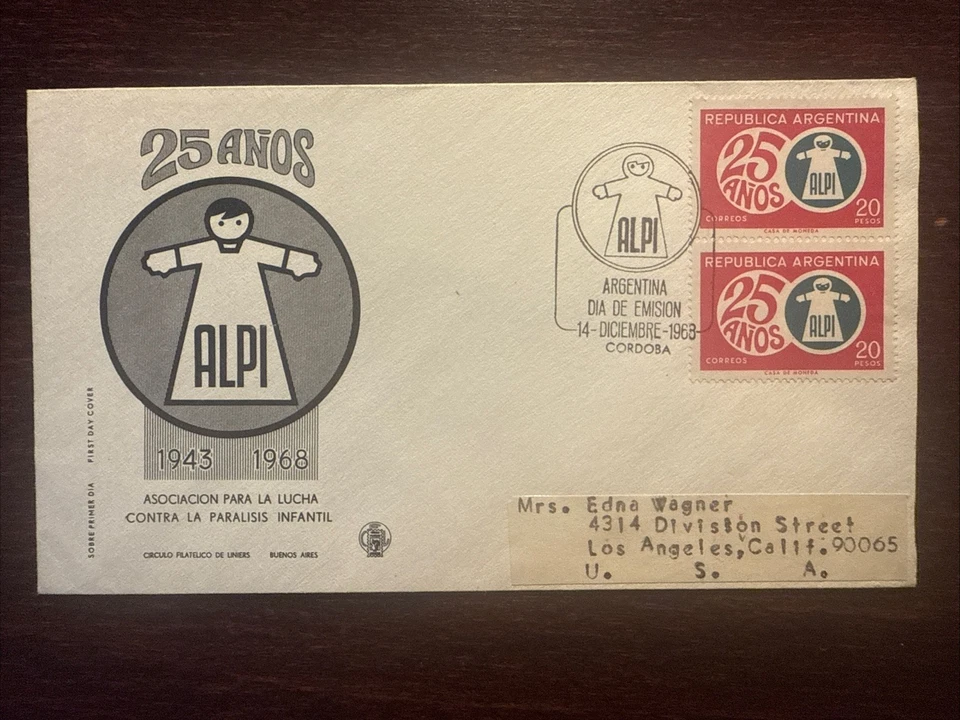 25 AÑOS
ALPI
1943 1968
ASOCIACION PARA LA LUCHA
CONTRA LA PARALISIS INFANTIL
CIRCULO FILATELICO DE LINIERS BUENOS AIRES
SOBRE PRIMER DIA FIRST DAY COVER
ALPI
ARGENTINA
DIA DE EMISION
14-DICIEMBRE-1968
CORDOBA
REPUBLICA ARGENTINA
25
AÑOS
ALPI
CORREOS
20
PESOS
CASA DE MONEDA
REPUBLICA ARGENTINA
25
AÑOS
ALPI
CORREOS
20
PESOS
CASA DE MONEDA
Mrs. Edna Wagner
4314 Division Street
Los Angeles, Calif. 90065
U. S. A.